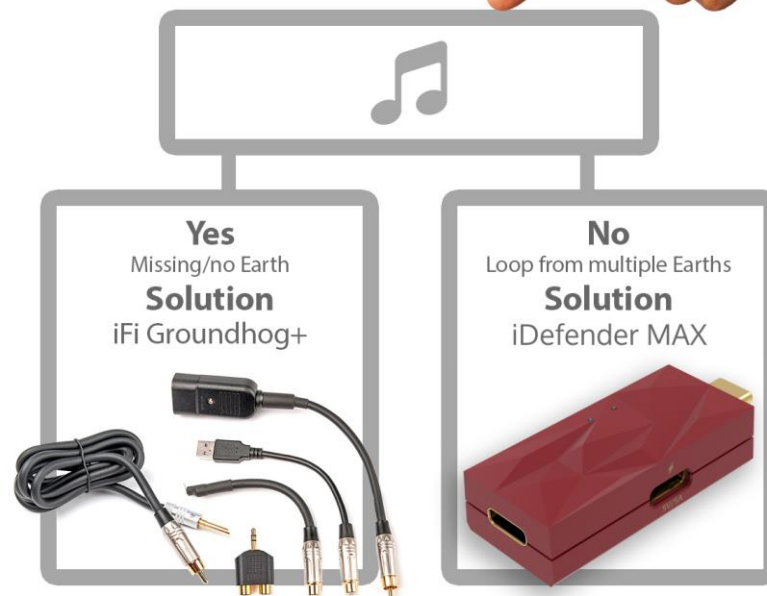 Yes
Missing/no Earth
Solution
iFi Groundhog+
No
Loop from multiple Earths
Solution
iDefender MAX